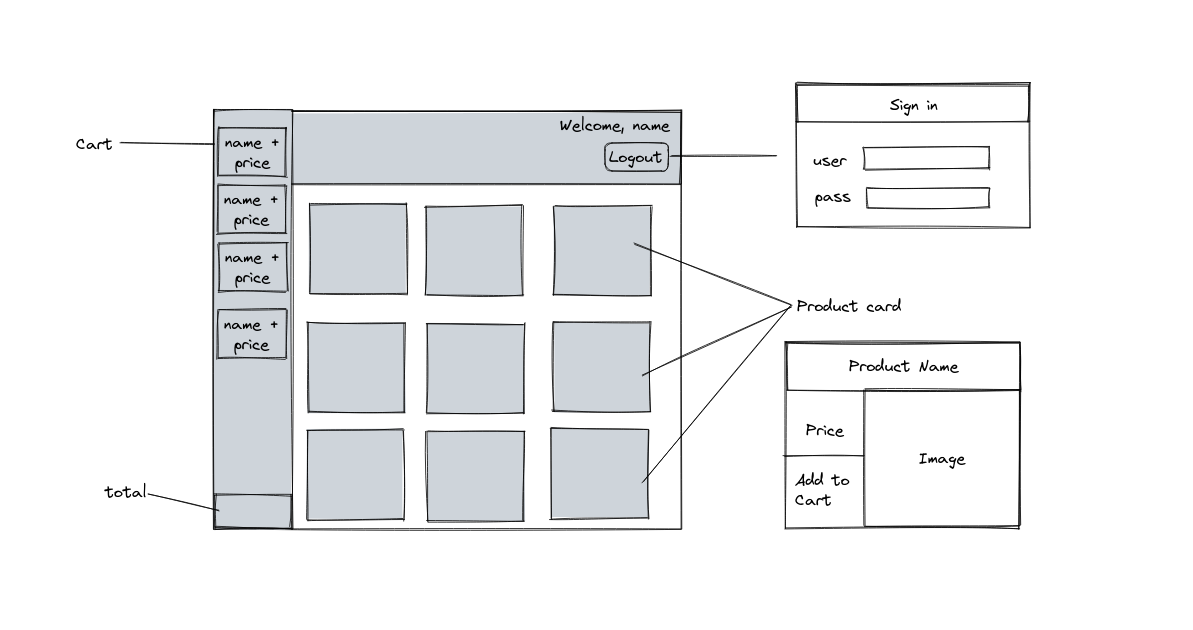 Cart
name +
price
name +
price
name +
price
name +
price
total
Welcome, name
Logout
Sign in
user
pass
Product card
Product Name
Price
Add to
Cart
Image